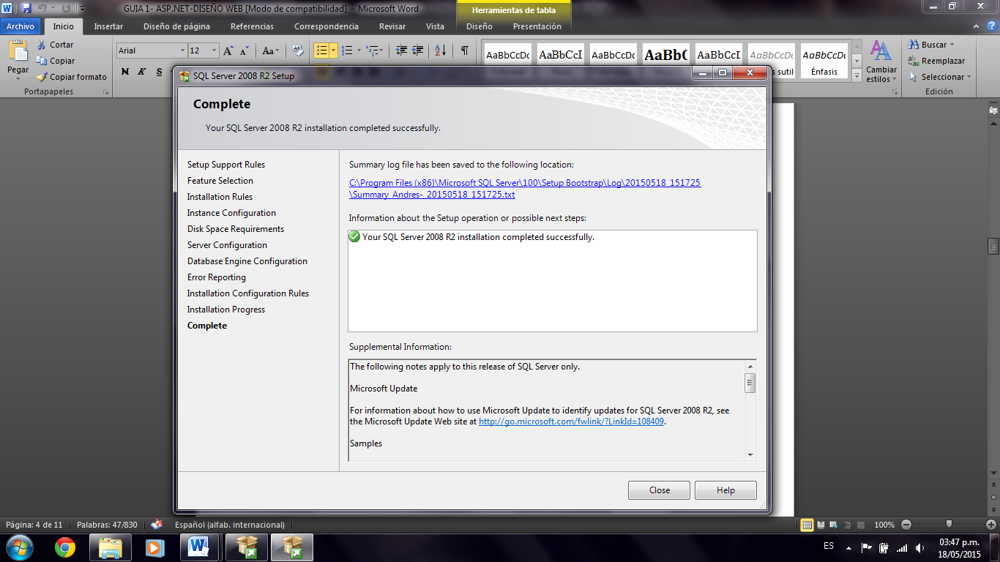 GUIA 1- ASP.NET-DISEÑO WEB [Modo de compatibilidad] - Microsoft Word
Herramientas de tabla
Archivo Inicio Insertar Diseño de página Referencias Correspondencia Revisar Vista Diseño Presentación
Cortar
Copiar
Copiar formato
Pegar
Portapapeles
Arial 12
N K S
AaBbCcDc AaBbCcI AaBbCcDc AaBbC AaBbCcI AaBbCcDc AaBbCcDc
s sutil Énfasis
Cambiar
estilos
Buscar
Reemplazar
Seleccionar
Edición
SQL Server 2008 R2 Setup
Complete
Your SQL Server 2008 R2 installation completed successfully.
Setup Support Rules
Feature Selection
Installation Rules
Instance Configuration
Disk Space Requirements
Server Configuration
Database Engine Configuration
Error Reporting
Installation Configuration Rules
Installation Progress
Complete
Summary log file has been saved to the following location:
C:\Program Files (x86)\Microsoft SQL Server\100\Setup Bootstrap\Log\20150518_151725
\Summary_Andres-_20150518_151725.txt
Information about the Setup operation or possible next steps:
Your SQL Server 2008 R2 installation completed successfully.
Supplemental Information:
The following notes apply to this release of SQL Server only.
Microsoft Update
For information about how to use Microsoft Update to identify updates for SQL Server 2008 R2, see
the Microsoft Update Web site at http://go.microsoft.com/fwlink/?LinkId=108409.
Samples
Close Help
Página: 4 de 11 Palabras: 47/830 Español (alfab. internacional) 100%
ES
03:47 p.m.
18/05/2015